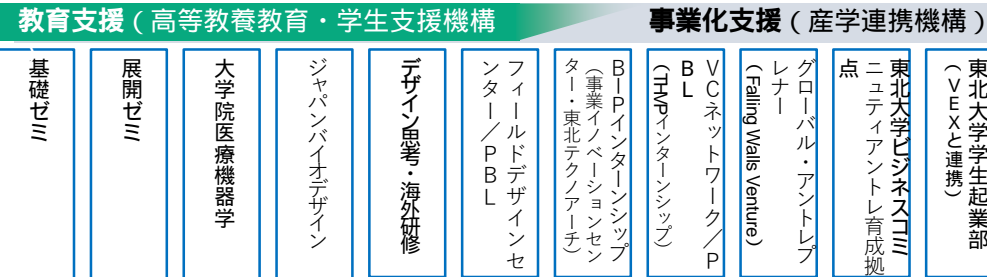 教育支援（高等教養教育・学生支援機構
事業化支援（産学連携機構）
基礎ゼミ
展開ゼミ
大学院医療機器学
ジャパンバイオデザイン
デザイン思考・海外研修
フィールドデザインセ
ンター／PBL
BIPインターンシップ
（事業イノベーションセン
ター・東北テクノアーチ）
VCネットワーク／P
BL
（THVPインターンシップ）
グローバル・アントレプ
レナー
（Falling Walls Venture）
東北大学ビジネスコミ
ュニティアントレ育成拠
点
東北大学学生起業部
（VEXと連携）